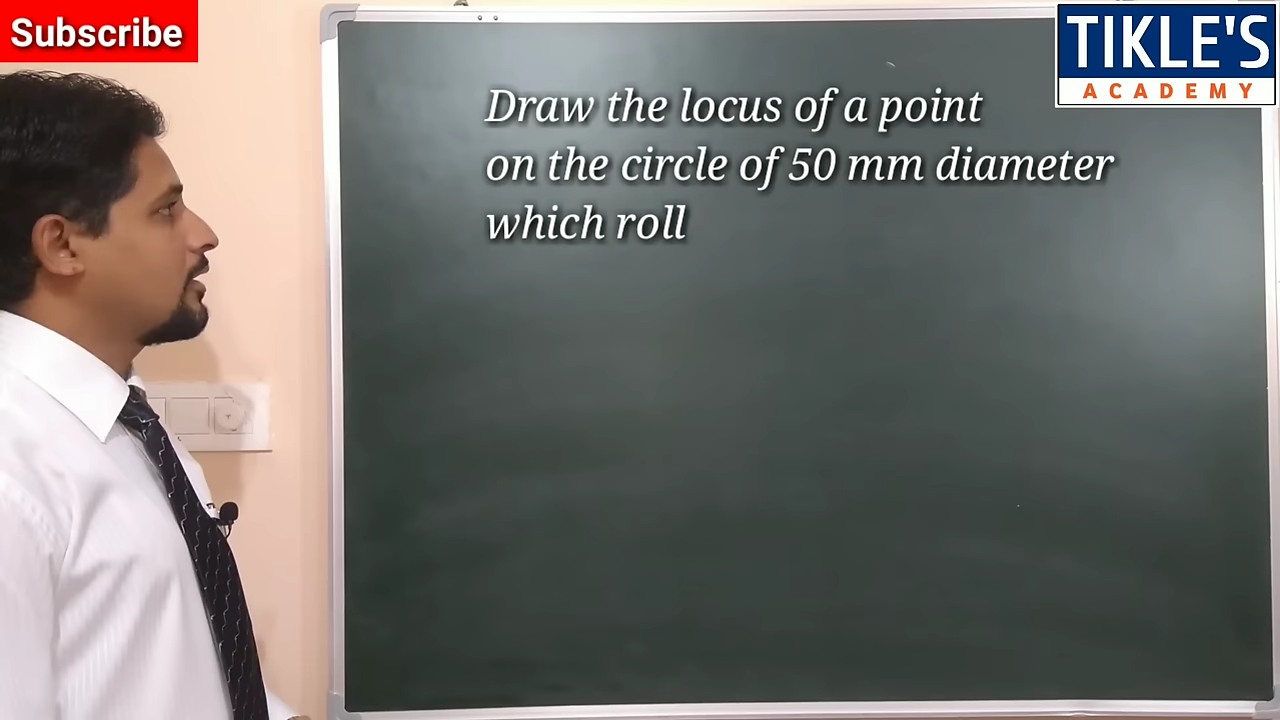 Subscribe
TIKLE'S
ACADEMY
Draw the locus of a point
on the circle of 50 mm diameter
which roll